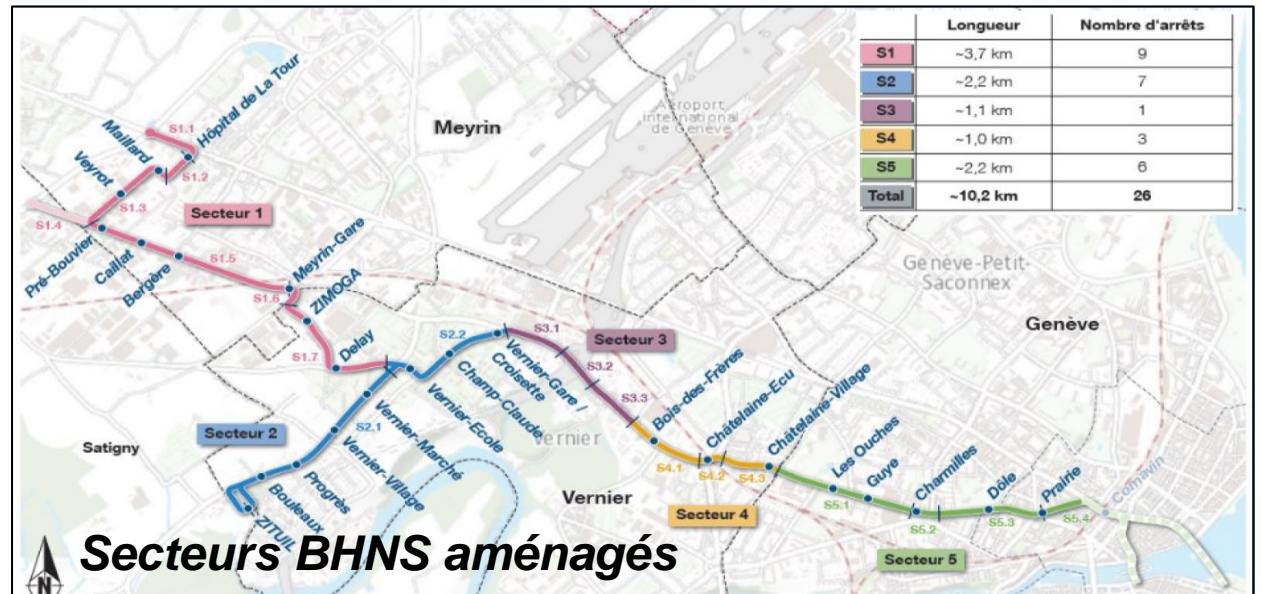 Longueur Nombre d'arrêts
S1 ~3,7 km 9
S2 ~2,2 km 7
S3 ~1,1 km 1
S4 ~1,0 km 3
S5 ~2,2 km 6
Total ~10,2 km 26
Meyrin
Aéroport
international
de Genève
Hôpital de La Tour
Maillard
Veyrot
S1.1
S1.2
S1.3
S1.4
Secteur 1
Pré-Bouvier
Caillat
Bergère
S1.5
Meyrin-Gare
S1.6
ZIMOGA
S1.7
Delay
Genève-Petit-
Saconnex
Genève
S2.2
S3.1
Secteur 3
S3.2
S3.3
Vernier-Gare /
Croisette
Champ-Claude
Vernier-Ecole
Vernier-Marché
S2.1
Vernier-Village
Progrès
Bouleaux
ZITUIL
Secteur 2
Satigny
Vernier
Vernier
Bois-des-Frères
Châtelaine-Ecu
Châtelaine-Village
S4.1
S4.2
S4.3
Secteur 4
Les Ouches
Guye
Charmilles
Dôle
Prairie
Cornavin
S5.1
S5.2
S5.3
S5.4
Secteur 5
N
Secteurs BHNS aménagés